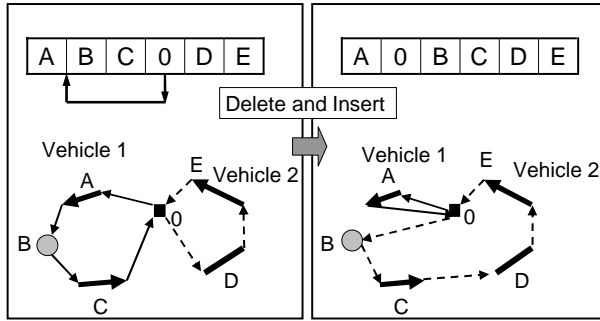 A B C 0 D E
Vehicle 1
A
E
Vehicle 2
0
B
D
C
Delete and Insert
A 0 B C D E
Vehicle 1
E
Vehicle 2
A
0
B
D
C